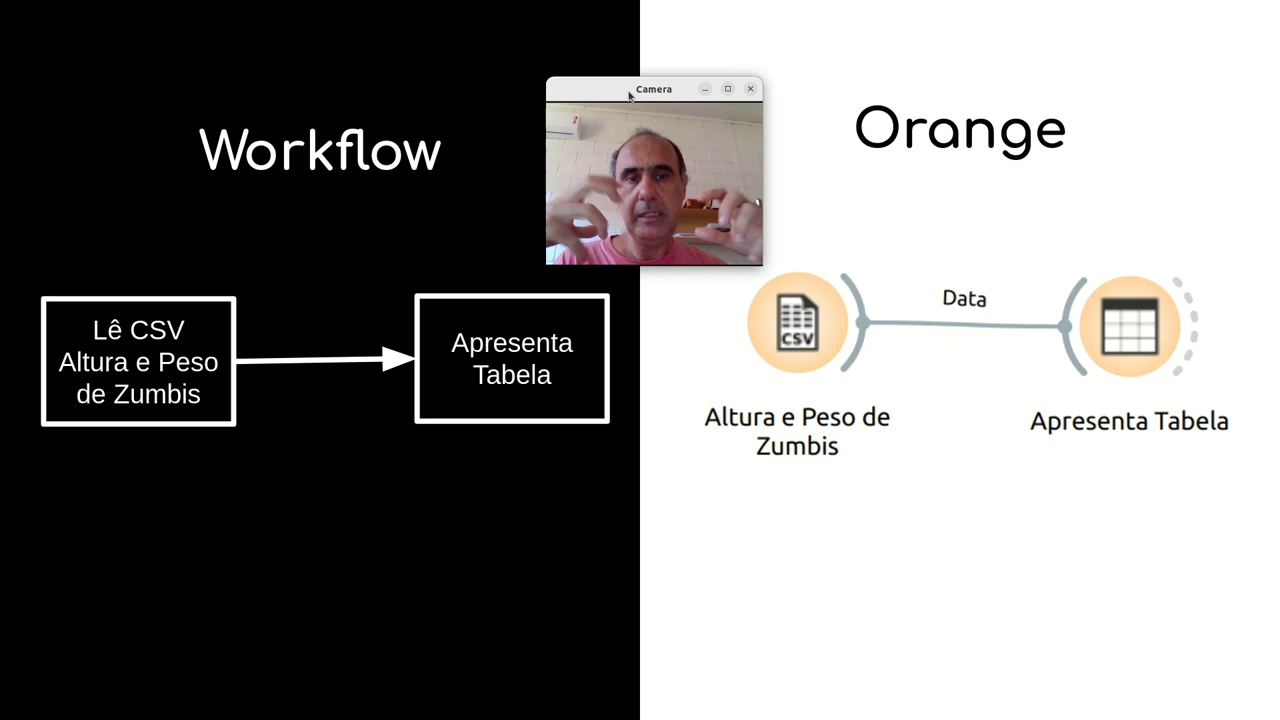 Workflow
Lê CSV
Altura e Peso
de Zumbis
Apresenta
Tabela
Camera
Orange
CSV
Data
Altura e Peso de
Zumbis
Apresenta Tabela